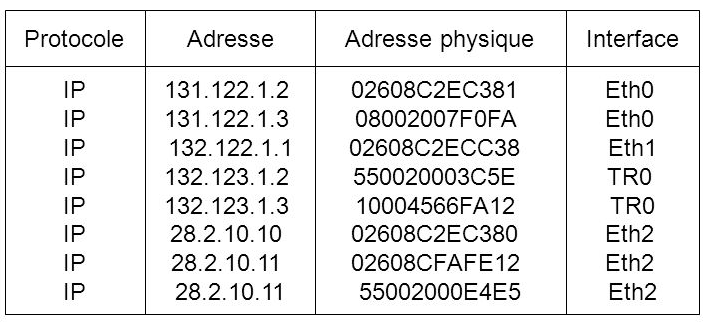 Protocole Adresse Adresse physique Interface
IP 131.122.1.2 02608C2EC381 Eth0
IP 131.122.1.3 08002007F0FA Eth0
IP 132.122.1.1 02608C2ECC38 Eth1
IP 132.123.1.2 550020003C5E TR0
IP 132.123.1.3 10004566FA12 TR0
IP 28.2.10.10 02608C2EC380 Eth2
IP 28.2.10.11 02608CFAFE12 Eth2
IP 28.2.10.11 55002000E4E5 Eth2